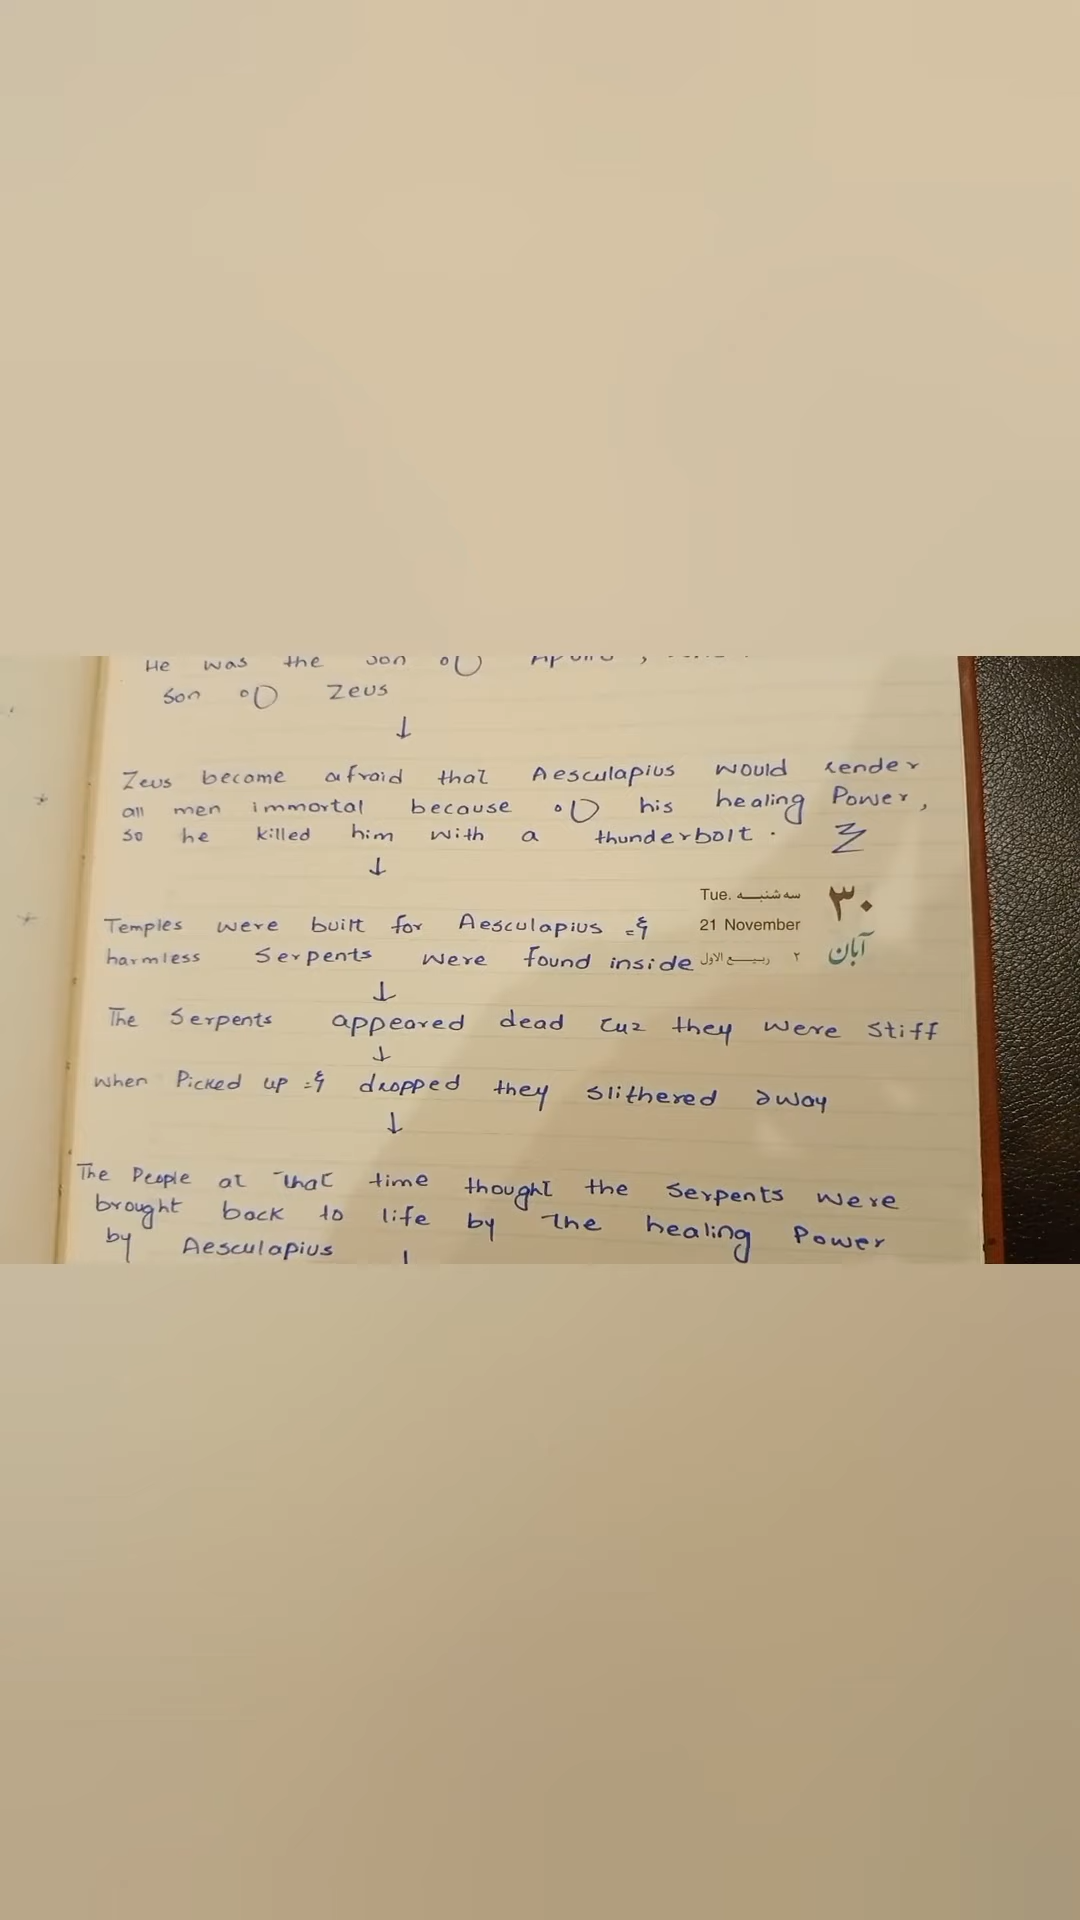 He was the son of Apollo,
son of Zeus
↓
Zeus become afraid that Aesculapius would render
all men immortal because of his healing Power,
so he killed him with a thunderbolt.
↓
Tue. سه شنبه ۳۰
21 November
۲ ربیع الاول آبان
Temples were built for Aesculapius &
harmless Serpents were found inside
↓
The Serpents appeared dead cuz they were stiff
↓
when Picked up & dropped they slithered away
↓
The People at that time thought the serpents were
brought back to life by the healing Power
by Aesculapius